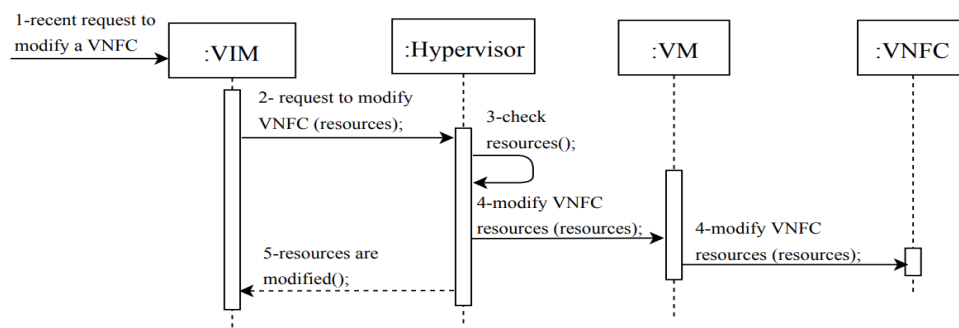 1-recent request to
modify a VNFC
:VIM
:Hypervisor
:VM
:VNFC
2- request to modify
VNFC (resources);
3-check
resources();
4-modify VNFC
resources (resources);
4-modify VNFC
resources (resources);
5-resources are
modified();